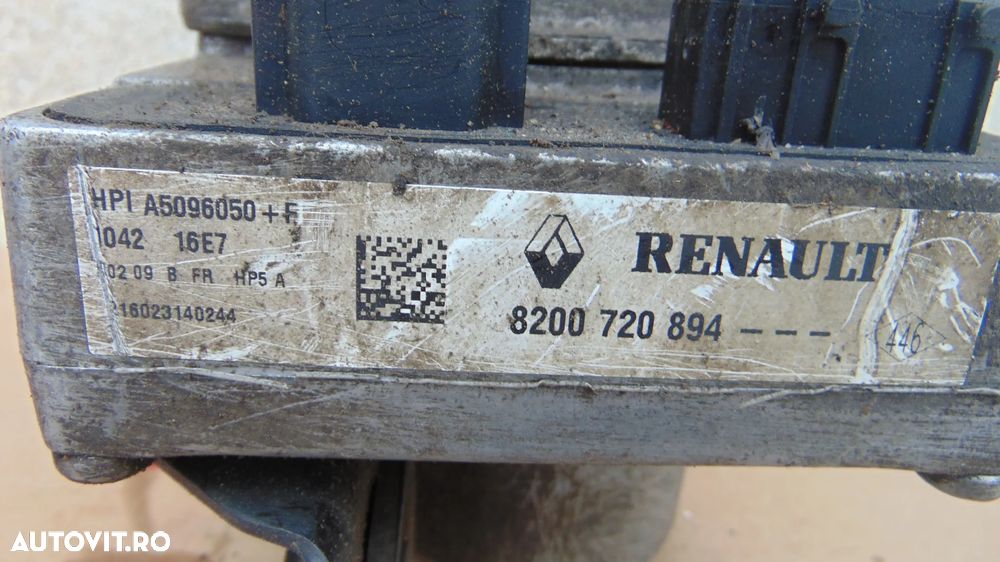 HPI A5096050+F
1042 16E7
02 09 B FR HP5 A
216023140244
RENAULT
8200 720 894 ---
446
AUTOVIT.RO